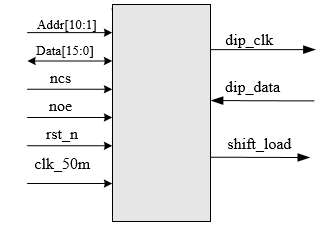 Addr[10:1]
Data[15:0]
ncs
noe
rst_n
clk_50m
dip_clk
dip_data
shift_load